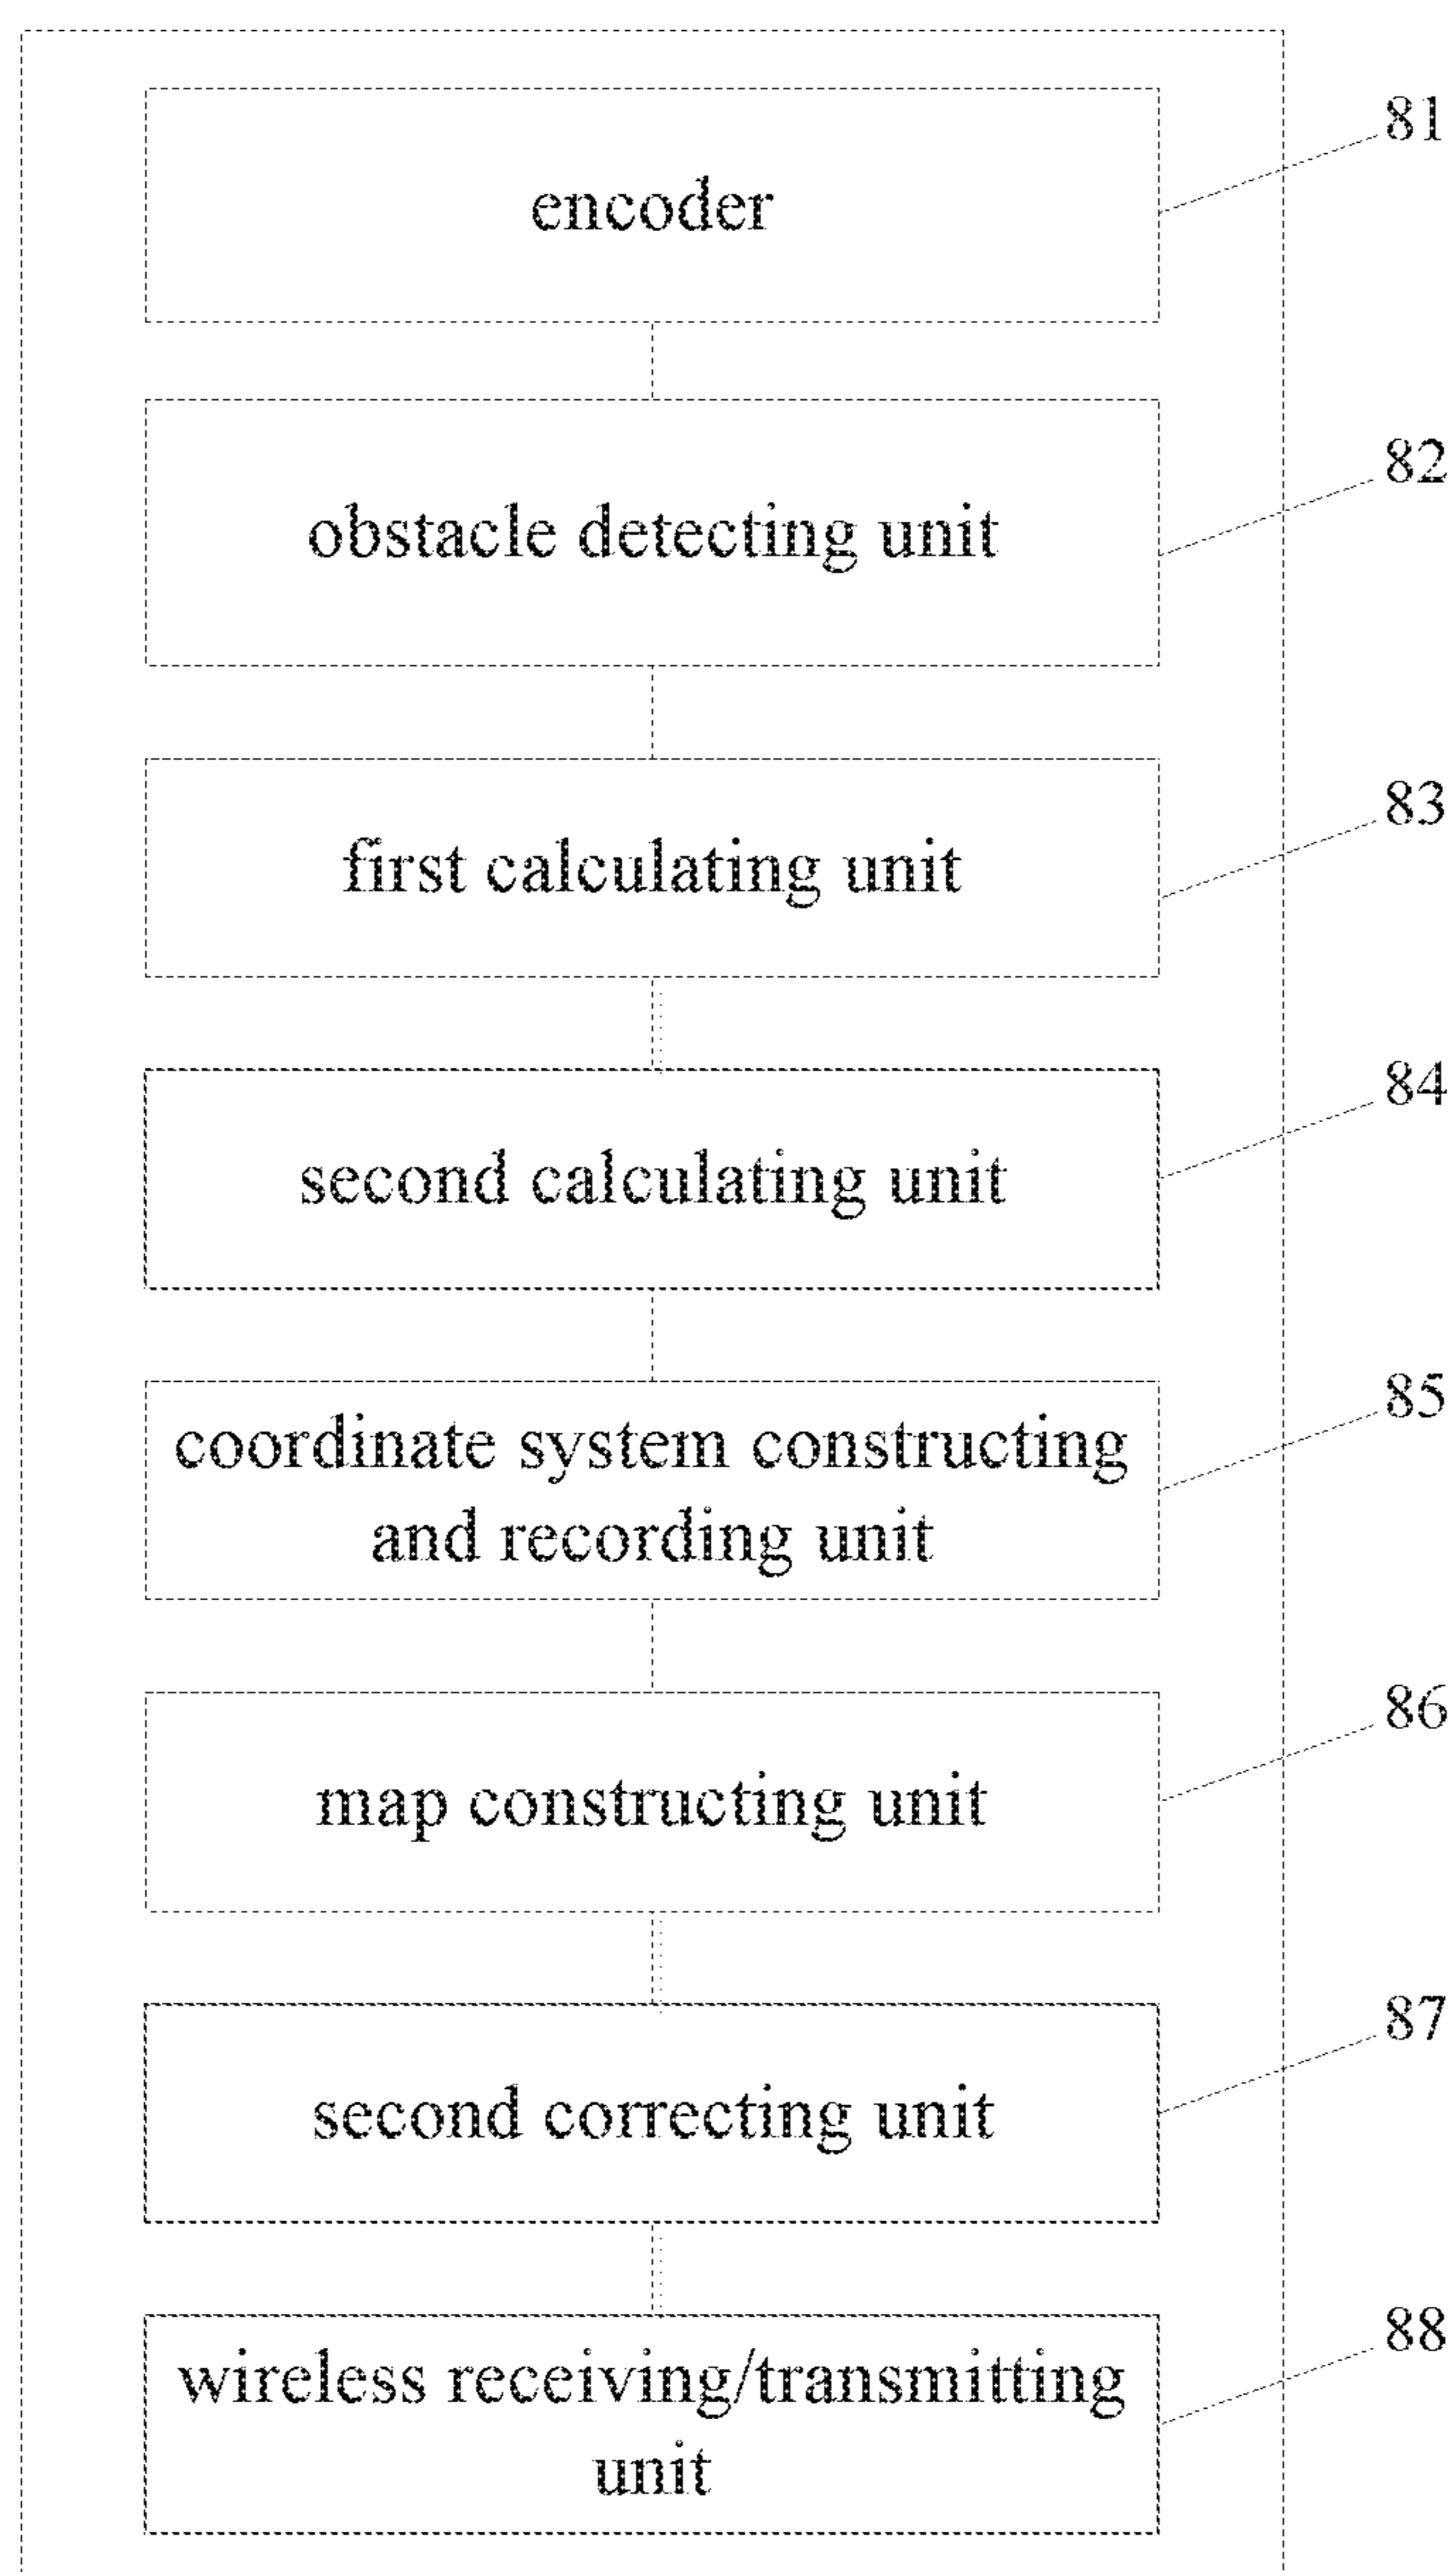 encoder
81
obstacle detecting unit
82
first calculating unit
83
second calculating unit
84
coordinate system constructing
and recording unit
85
map constructing unit
86
second correcting unit
87
wireless receiving/transmitting
unit
88